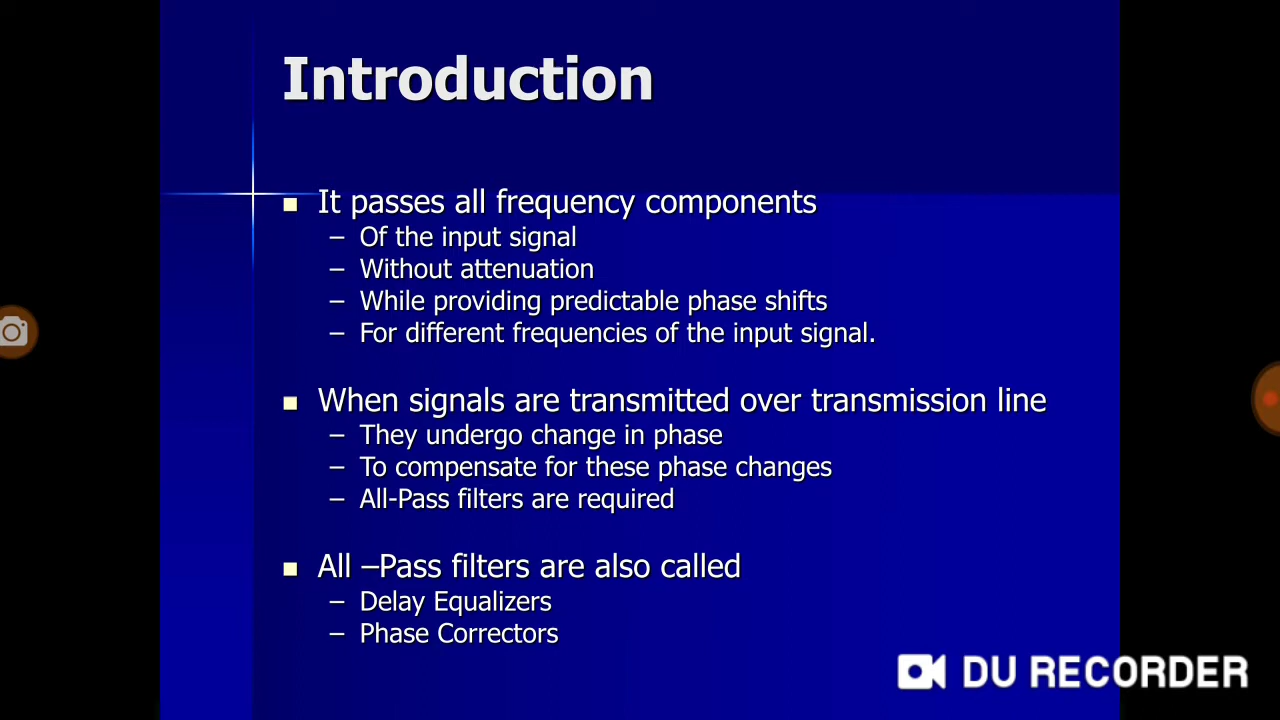 Introduction
It passes all frequency components
– Of the input signal
– Without attenuation
– While providing predictable phase shifts
– For different frequencies of the input signal.
When signals are transmitted over transmission line
– They undergo change in phase
– To compensate for these phase changes
– All-Pass filters are required
All –Pass filters are also called
– Delay Equalizers
– Phase Correctors
DU RECORDER